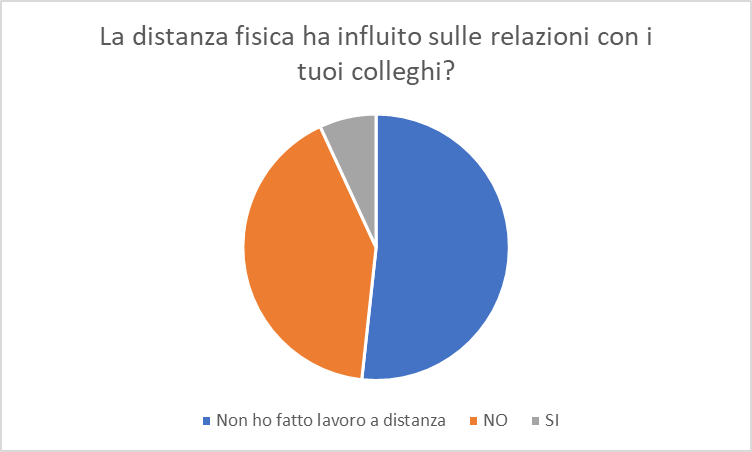 La distanza fisica ha influito sulle relazioni con i
tuoi colleghi?
Non ho fatto lavoro a distanza NO SI